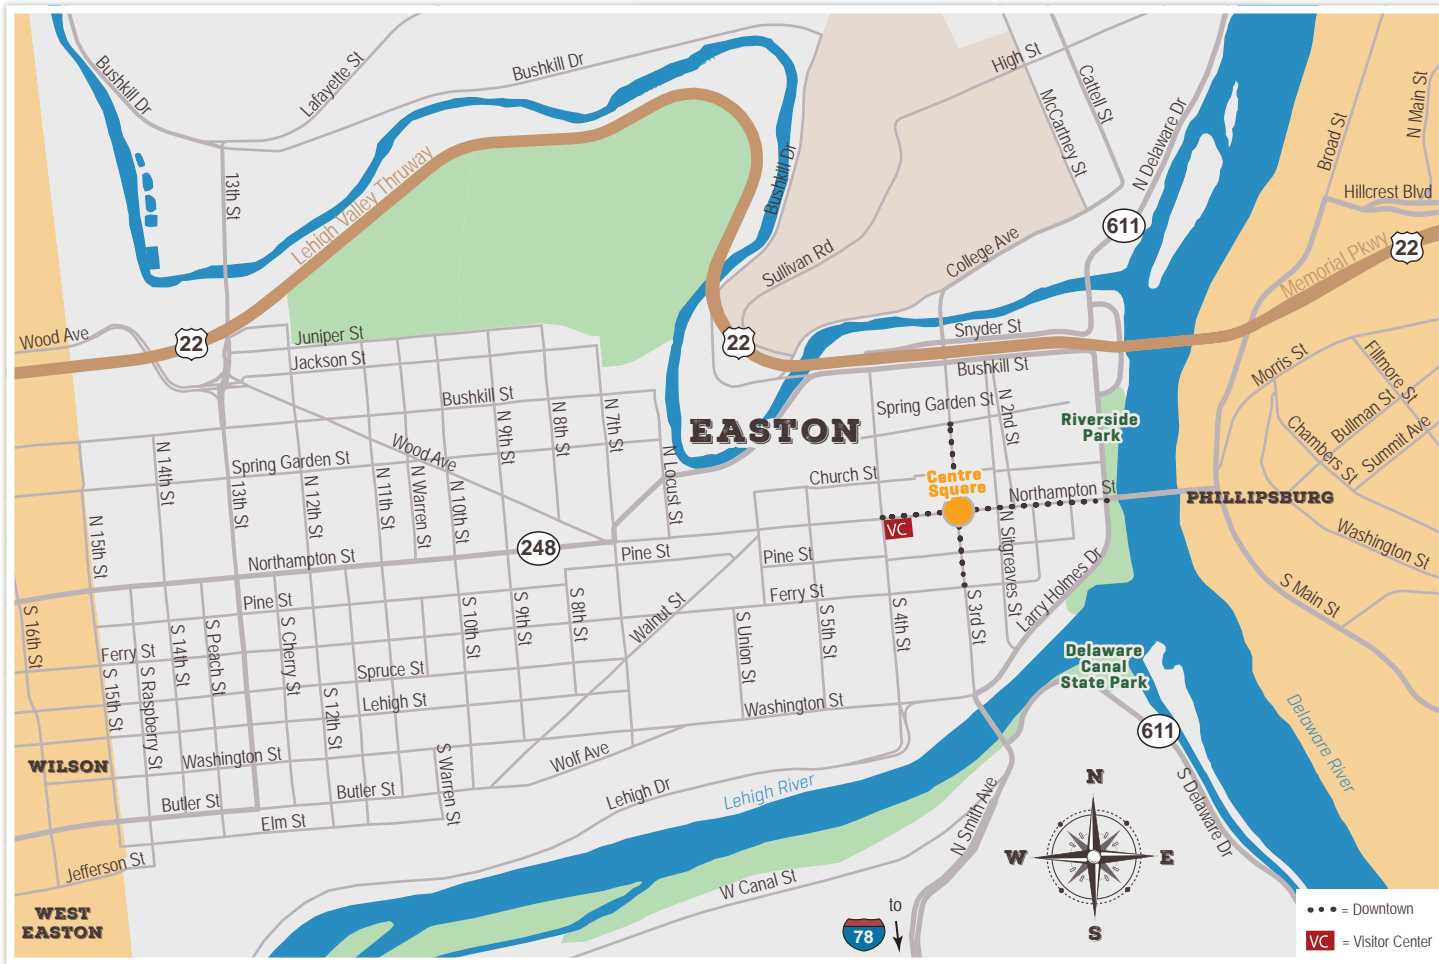 Bushkill Dr
Lafayette St
Bushkill Dr
High St
Cattell St
McCartney St
N Delaware Dr
Broad St
N Main St
Hillcrest Blvd
13th St
Lehigh Valley Thruway
Bushkill Dr
Sullivan Rd
College Ave
611
22
Memorial Pkwy
Wood Ave
22
Juniper St
Jackson St
22
Snyder St
Bushkill St
Morris St
Fillmore St
Bushkill St
Spring Garden St
N 2nd St
Riverside
Park
Bullman St
Chambers St
Summit Ave
N 9th St
N 8th St
N 7th St
EASTON
Wood Ave
N 14th St
Spring Garden St
13th St
N 12th St
N 11th St
N Warren St
N 10th St
N Locust St
Church St
Centre
Square
Northampton St
PHILLIPSBURG
VC
N 15th St
Northampton St
248
Pine St
Pine St
N Sitgreaves St
Larry Holmes Dr
Washington St
S Main St
S 16th St
Pine St
Ferry St
S 14th St
S Peach St
S Cherry St
S 10th St
S 9th St
S 8th St
Walnut St
Ferry St
S Union St
S 5th St
S 4th St
S 3rd St
Delaware
Canal
State Park
S 15th St
S Raspberry St
Spruce St
Lehigh St
S 12th St
Washington St
Delaware River
611
WILSON
Washington St
Wolf Ave
S Warren St
Butler St
Butler St
Elm St
Lehigh Dr
Lehigh River
N Smith Ave
S Delaware Dr
N
W
E
S
Jefferson St
W Canal St
WEST
EASTON
to
78
= Downtown
VC = Visitor Center